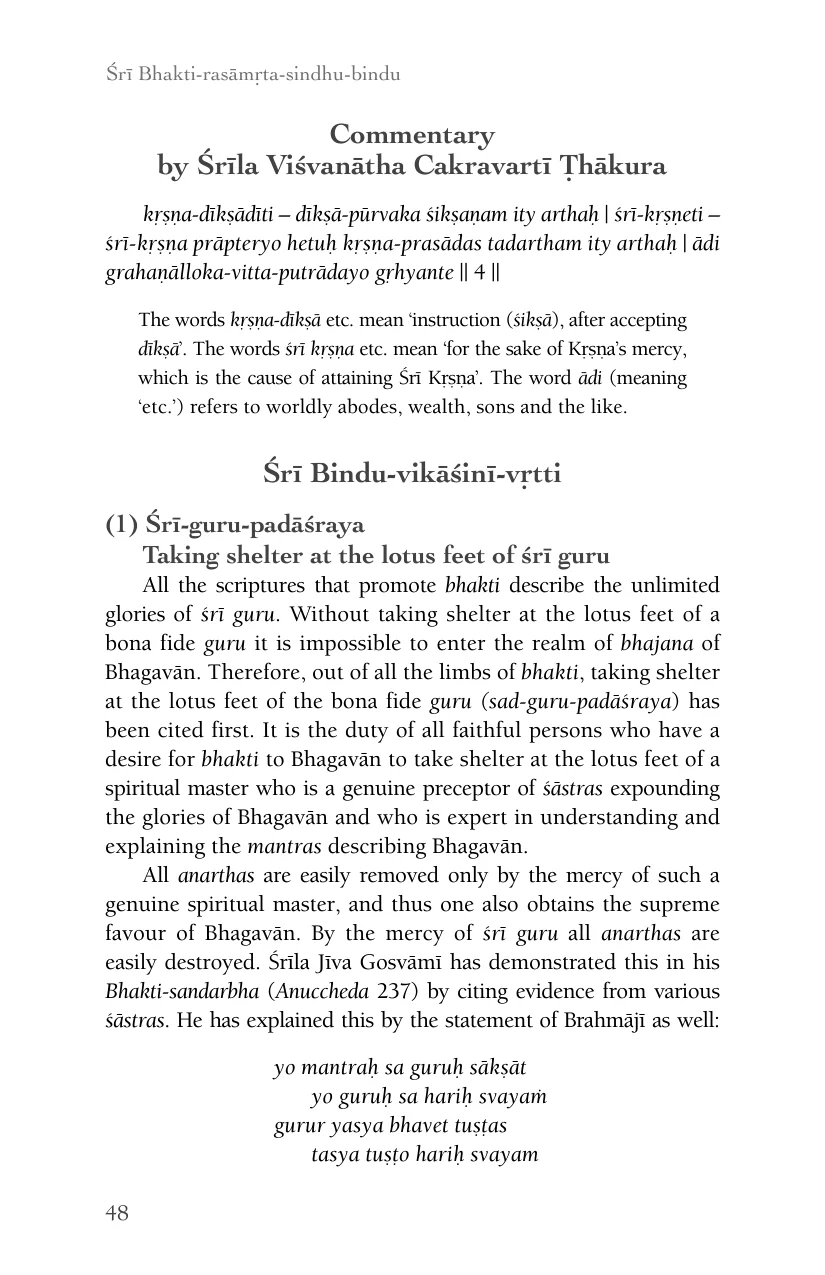 Śrī Bhakti-rasāmṛta-sindhu-bindu
Commentary
by Śrīla Viśvanātha Cakravartī Ṭhākura
kṛṣṇa-dīkṣādīti – dīkṣā-pūrvaka śikṣaṇam ity arthaḥ | śrī-kṛṣṇeti –
śrī-kṛṣṇa prāpteryo hetuḥ kṛṣṇa-prasādas tadartham ity arthaḥ | ādi
grahaṇālloka-vitta-putrādayo gṛhyante || 4 ||
The words kṛṣṇa-dīkṣā etc. mean ‘instruction (śikṣā), after accepting
dīkṣā’. The words śrī kṛṣṇa etc. mean ‘for the sake of Kṛṣṇa’s mercy,
which is the cause of attaining Śrī Kṛṣṇa’. The word ādi (meaning
‘etc.’) refers to worldly abodes, wealth, sons and the like.
Śrī Bindu-vikāśinī-vṛtti
(1) Śrī-guru-padāśraya
Taking shelter at the lotus feet of śrī guru
All the scriptures that promote bhakti describe the unlimited
glories of śrī guru. Without taking shelter at the lotus feet of a
bona fide guru it is impossible to enter the realm of bhajana of
Bhagavān. Therefore, out of all the limbs of bhakti, taking shelter
at the lotus feet of the bona fide guru (sad-guru-padāśraya) has
been cited first. It is the duty of all faithful persons who have a
desire for bhakti to Bhagavān to take shelter at the lotus feet of a
spiritual master who is a genuine preceptor of śāstras expounding
the glories of Bhagavān and who is expert in understanding and
explaining the mantras describing Bhagavān.
All anarthas are easily removed only by the mercy of such a
genuine spiritual master, and thus one also obtains the supreme
favour of Bhagavān. By the mercy of śrī guru all anarthas are
easily destroyed. Śrīla Jīva Gosvāmī has demonstrated this in his
Bhakti-sandarbha (Anuccheda 237) by citing evidence from various
śāstras. He has explained this by the statement of Brahmājī as well:
yo mantraḥ sa guruḥ sākṣāt
yo guruḥ sa hariḥ svayaṁ
gurur yasya bhavet tuṣṭas
tasya tuṣṭo hariḥ svayam
48